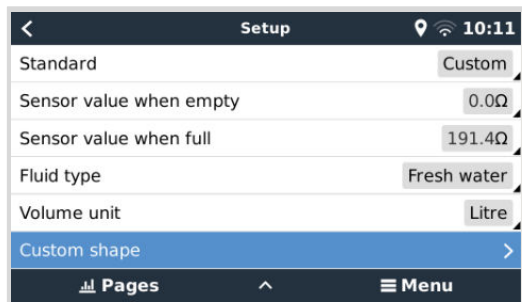 Setup 10:11
Standard Custom
Sensor value when empty 0.0Ω
Sensor value when full 191.4Ω
Fluid type Fresh water
Volume unit Litre
Custom shape
Pages Menu